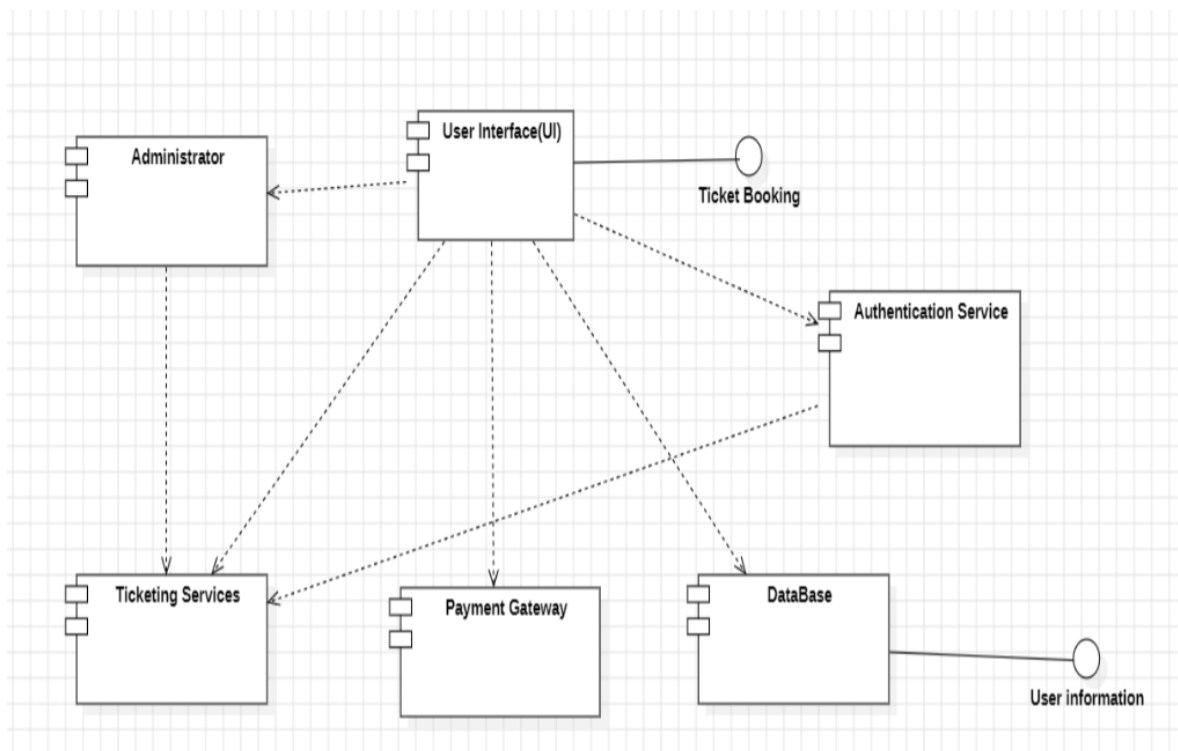 User Interface(UI)
Administrator
Ticket Booking
Authentication Service
Ticketing Services
Payment Gateway
DataBase
User information